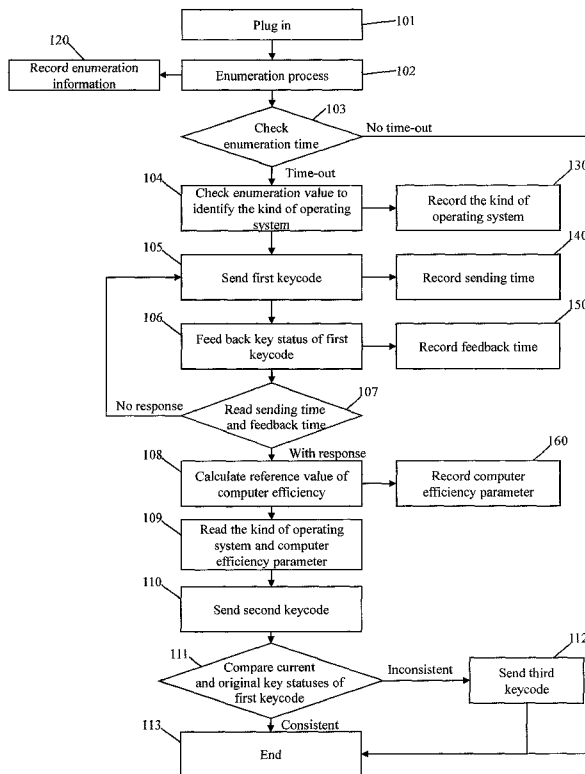 Plug in
101
120
Record enumeration
information
Enumeration process
102
103
Check
enumeration time
No time-out
Time-out
104
Check enumeration value to
identify the kind of operating
system
130
Record the kind of
operating system
105
Send first keycode
140
Record sending time
106
Feed back key status of first
keycode
150
Record feedback time
107
No response
Read sending time
and feedback time
With response
108
Calculate reference value of
computer efficiency
160
Record computer
efficiency parameter
109
Read the kind of operating
system and computer
efficiency parameter
110
Send second keycode
111
Compare current
and original key statuses of
first keycode
Inconsistent
112
Send third
keycode
Consistent
113
End